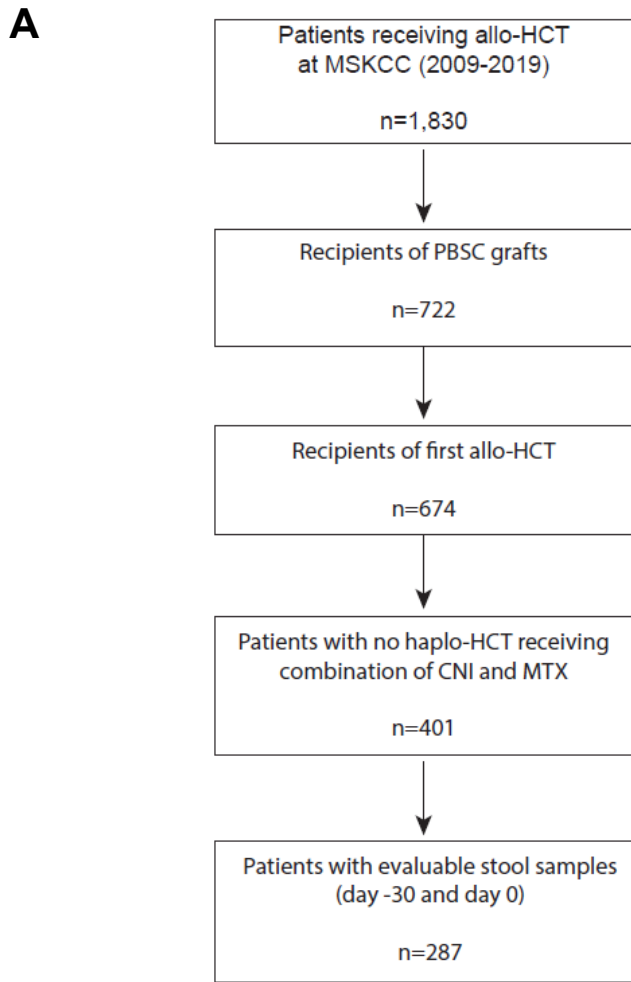 A
Patients receiving allo-HCT
at MSKCC (2009-2019)
n=1,830
Recipients of PBSC grafts
n=722
Recipients of first allo-HCT
n=674
Patients with no haplo-HCT receiving
combination of CNI and MTX
n=401
Patients with evaluable stool samples
(day -30 and day 0)
n=287